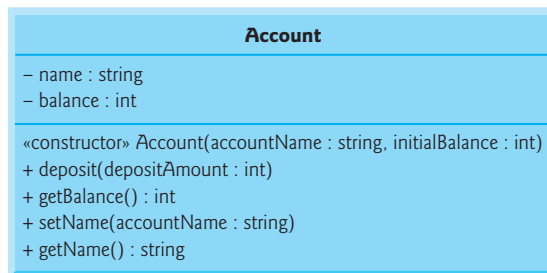 Account
– name : string
– balance : int
«constructor» Account(accountName : string, initialBalance : int)
+ deposit(depositAmount : int)
+ getBalance() : int
+ setName(accountName : string)
+ getName() : string